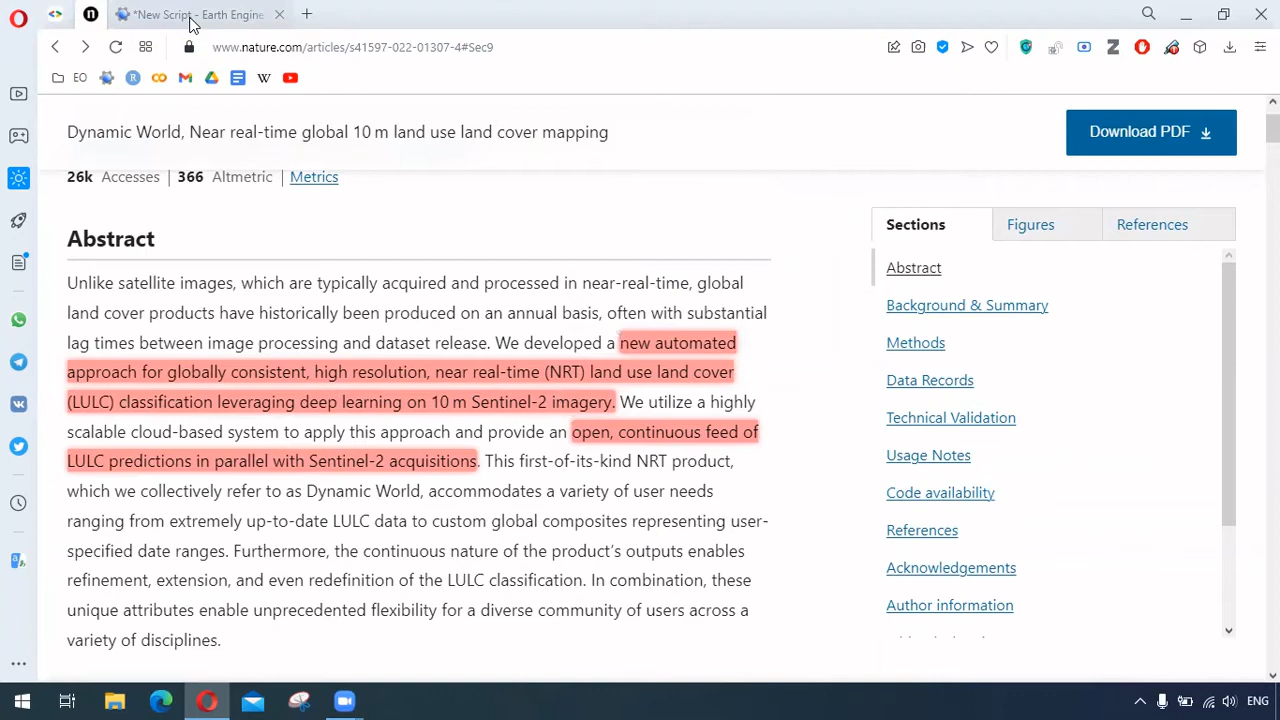 *New Script - Earth Engine
www.nature.com/articles/s41597-022-01307-4#Sec9
EO
Dynamic World, Near real-time global 10 m land use land cover mapping
Download PDF
26k Accesses | 366 Altmetric | Metrics
Abstract
Unlike satellite images, which are typically acquired and processed in near-real-time, global
land cover products have historically been produced on an annual basis, often with substantial
lag times between image processing and dataset release. We developed a new automated
approach for globally consistent, high resolution, near real-time (NRT) land use land cover
(LULC) classification leveraging deep learning on 10 m Sentinel-2 imagery. We utilize a highly
scalable cloud-based system to apply this approach and provide an open, continuous feed of
LULC predictions in parallel with Sentinel-2 acquisitions. This first-of-its-kind NRT product,
which we collectively refer to as Dynamic World, accommodates a variety of user needs
ranging from extremely up-to-date LULC data to custom global composites representing user-
specified date ranges. Furthermore, the continuous nature of the product's outputs enables
refinement, extension, and even redefinition of the LULC classification. In combination, these
unique attributes enable unprecedented flexibility for a diverse community of users across a
variety of disciplines.
Sections Figures References
Abstract
Background & Summary
Methods
Data Records
Technical Validation
Usage Notes
Code availability
References
Acknowledgements
Author information
ENG